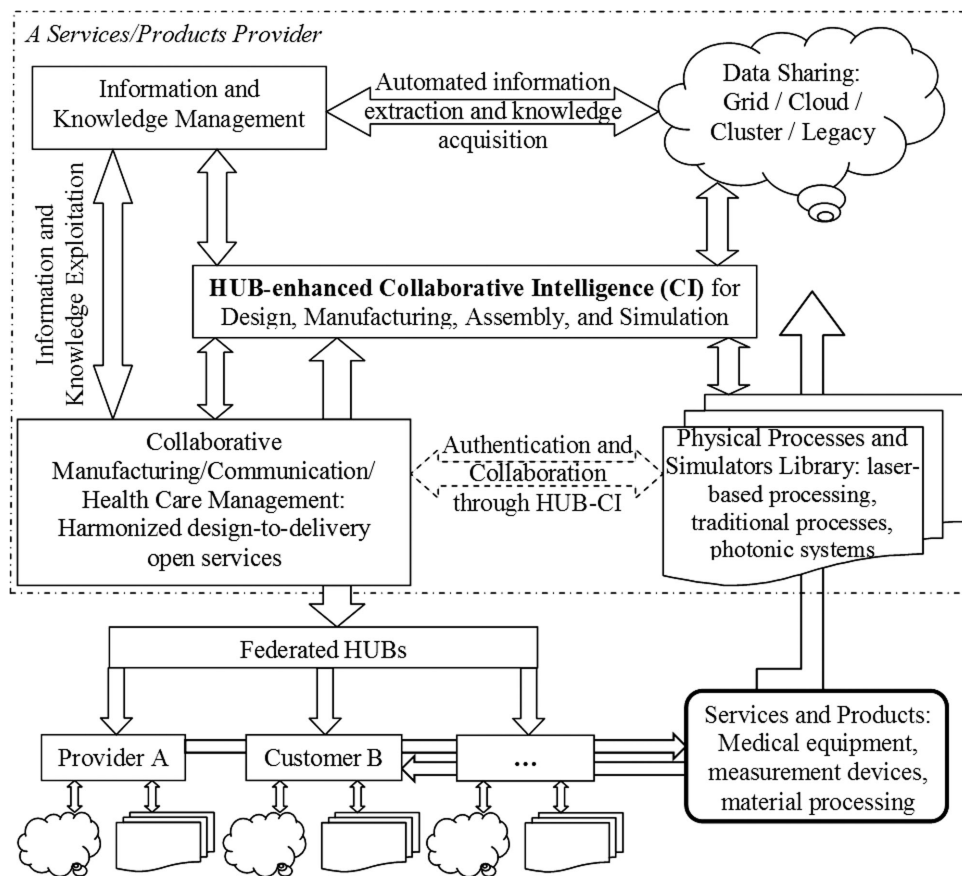 A Services/Products Provider
Information and
Knowledge Management
Automated information
extraction and knowledge
acquisition
Data Sharing:
Grid / Cloud /
Cluster / Legacy
Information and
Knowledge Exploitation
HUB-enhanced Collaborative Intelligence (CI) for
Design, Manufacturing, Assembly, and Simulation
Collaborative
Manufacturing/Communication/
Health Care Management:
Harmonized design-to-delivery
open services
Authentication and
Collaboration
through HUB-CI
Physical Processes and
Simulators Library: laser-
based processing,
traditional processes,
photonic systems
Federated HUBs
Provider A
Customer B
...
Services and Products:
Medical equipment,
measurement devices,
material processing